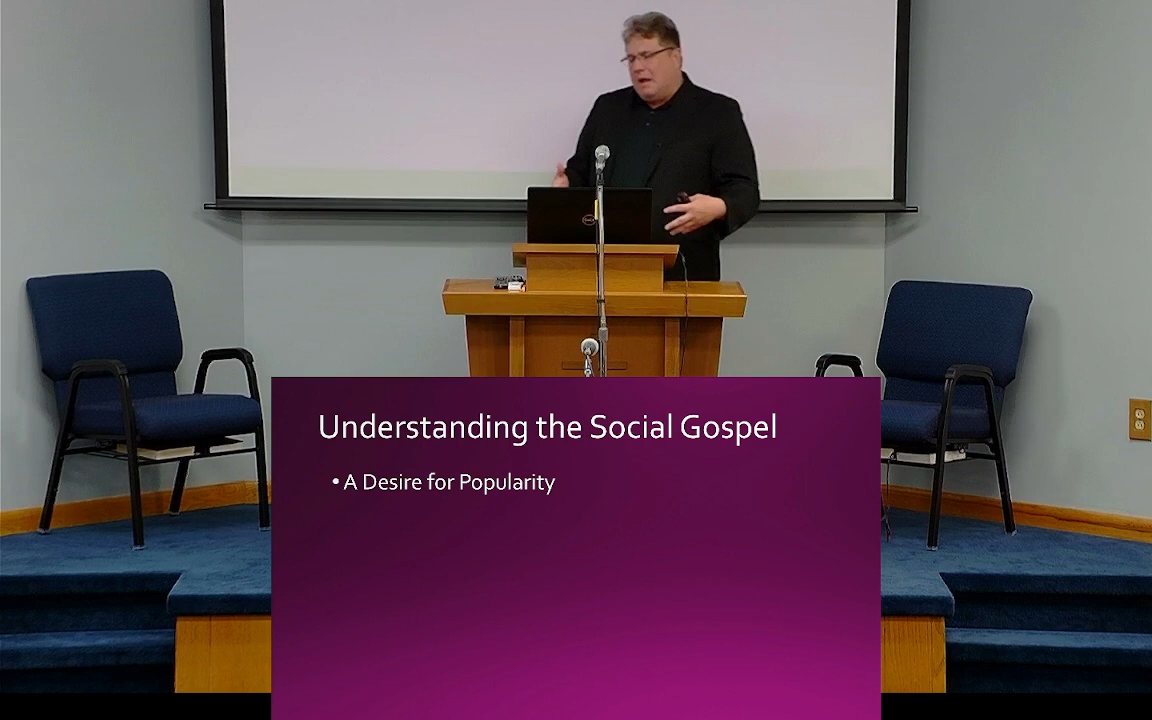 Understanding the Social Gospel
• A Desire for Popularity